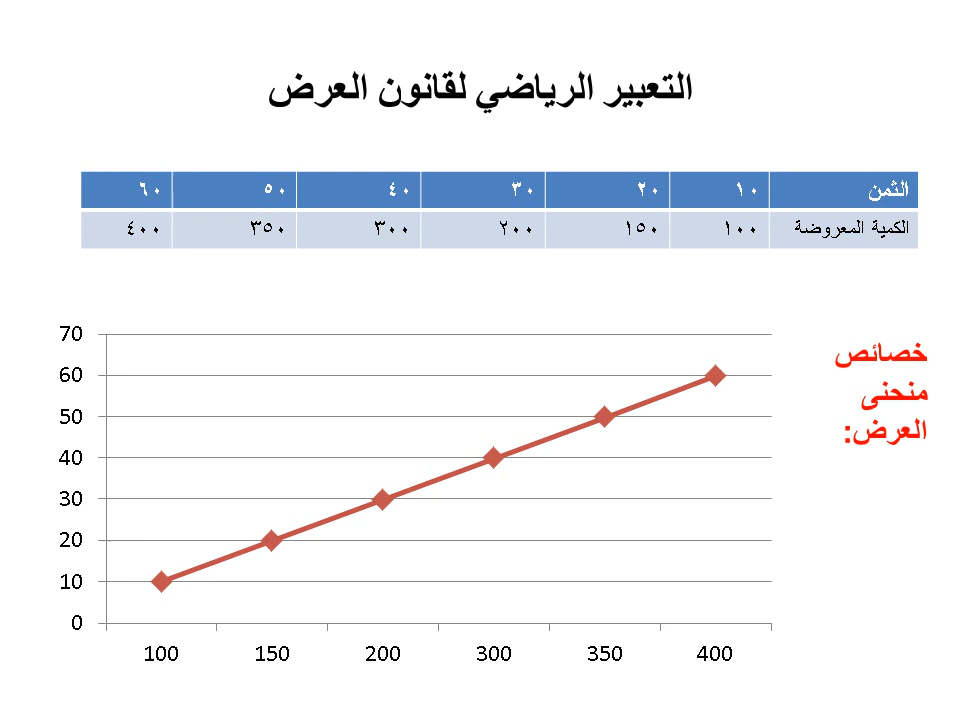 التعبير الرياضي لقانون العرض
الثمن ١٠ ٢٠ ٣٠ ٤٠ ٥٠ ٦٠
الكمية المعروضة ١٠٠ ١٥٠ ٢٠٠ ٣٠٠ ٣٥٠ ٤٠٠
خصائص
منحنى
العرض:
70
60
50
40
30
20
10
0
100 150 200 300 350 400